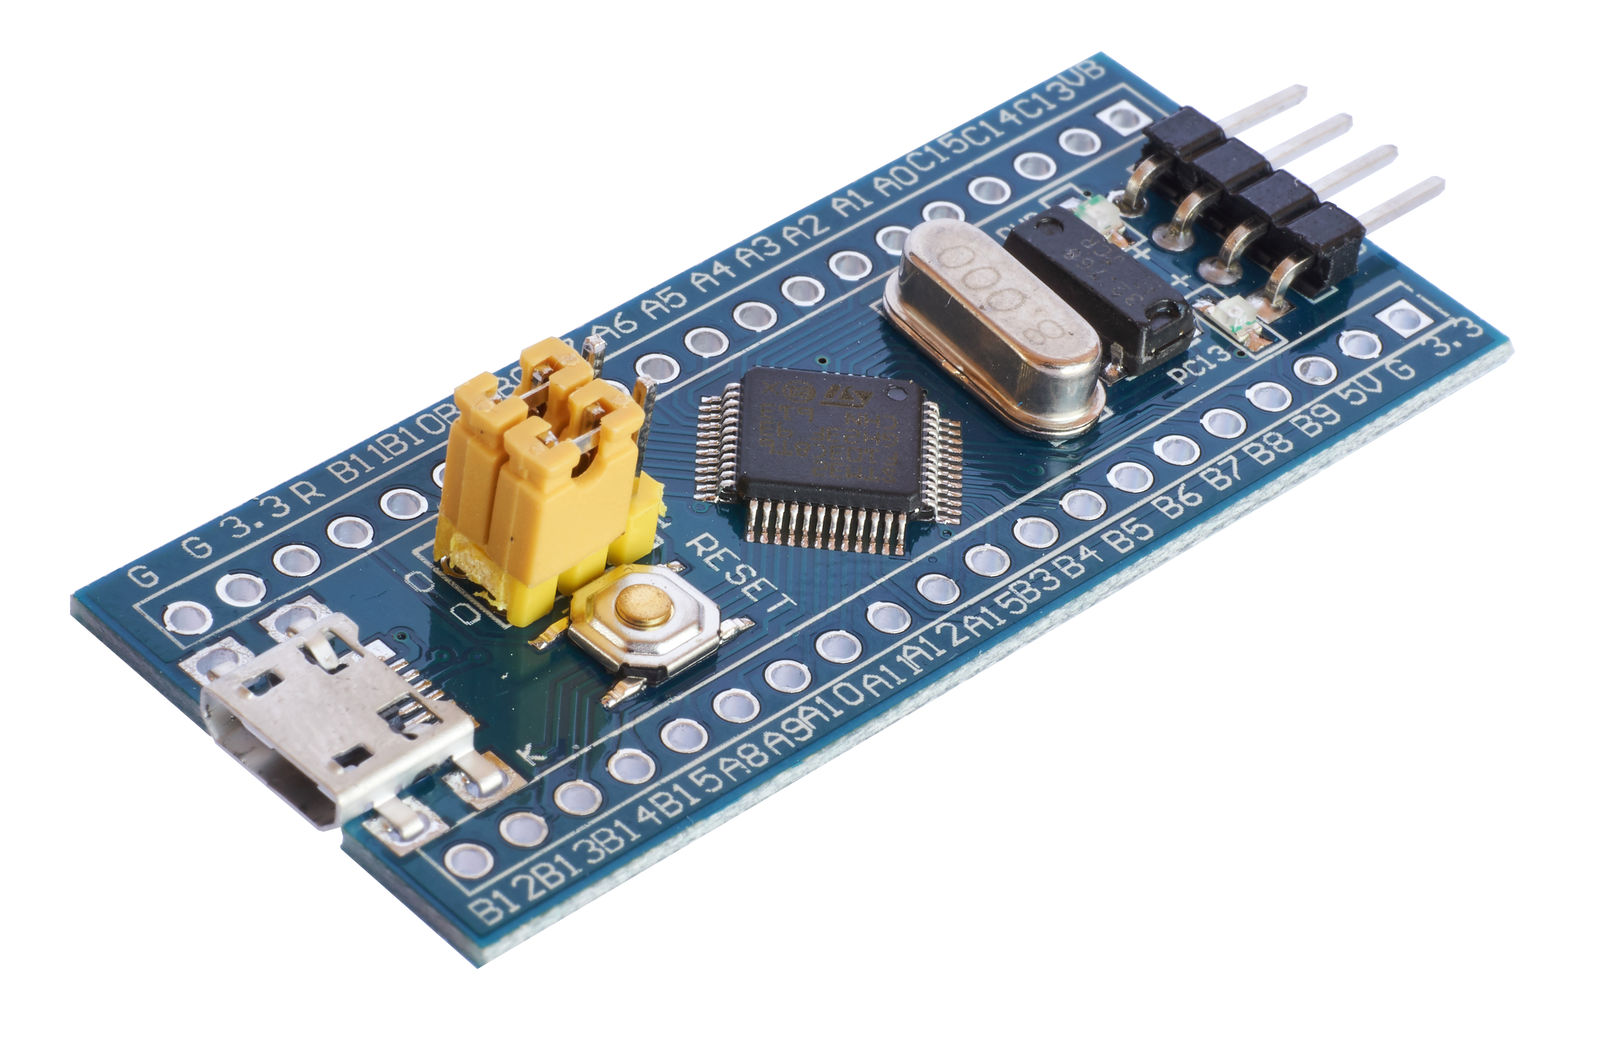 G G 3.3 R B11 B10 B
A6 A5 A4 A3 A2 A1 A0 C15 C14 C13 VB
8.000
PC13
RESET
0 0
K
B12 B13 B14 B15 A8 A9 A10 A11 A12 A15 B3 B4 B5 B6 B7 B8 B9 5V G 3.3